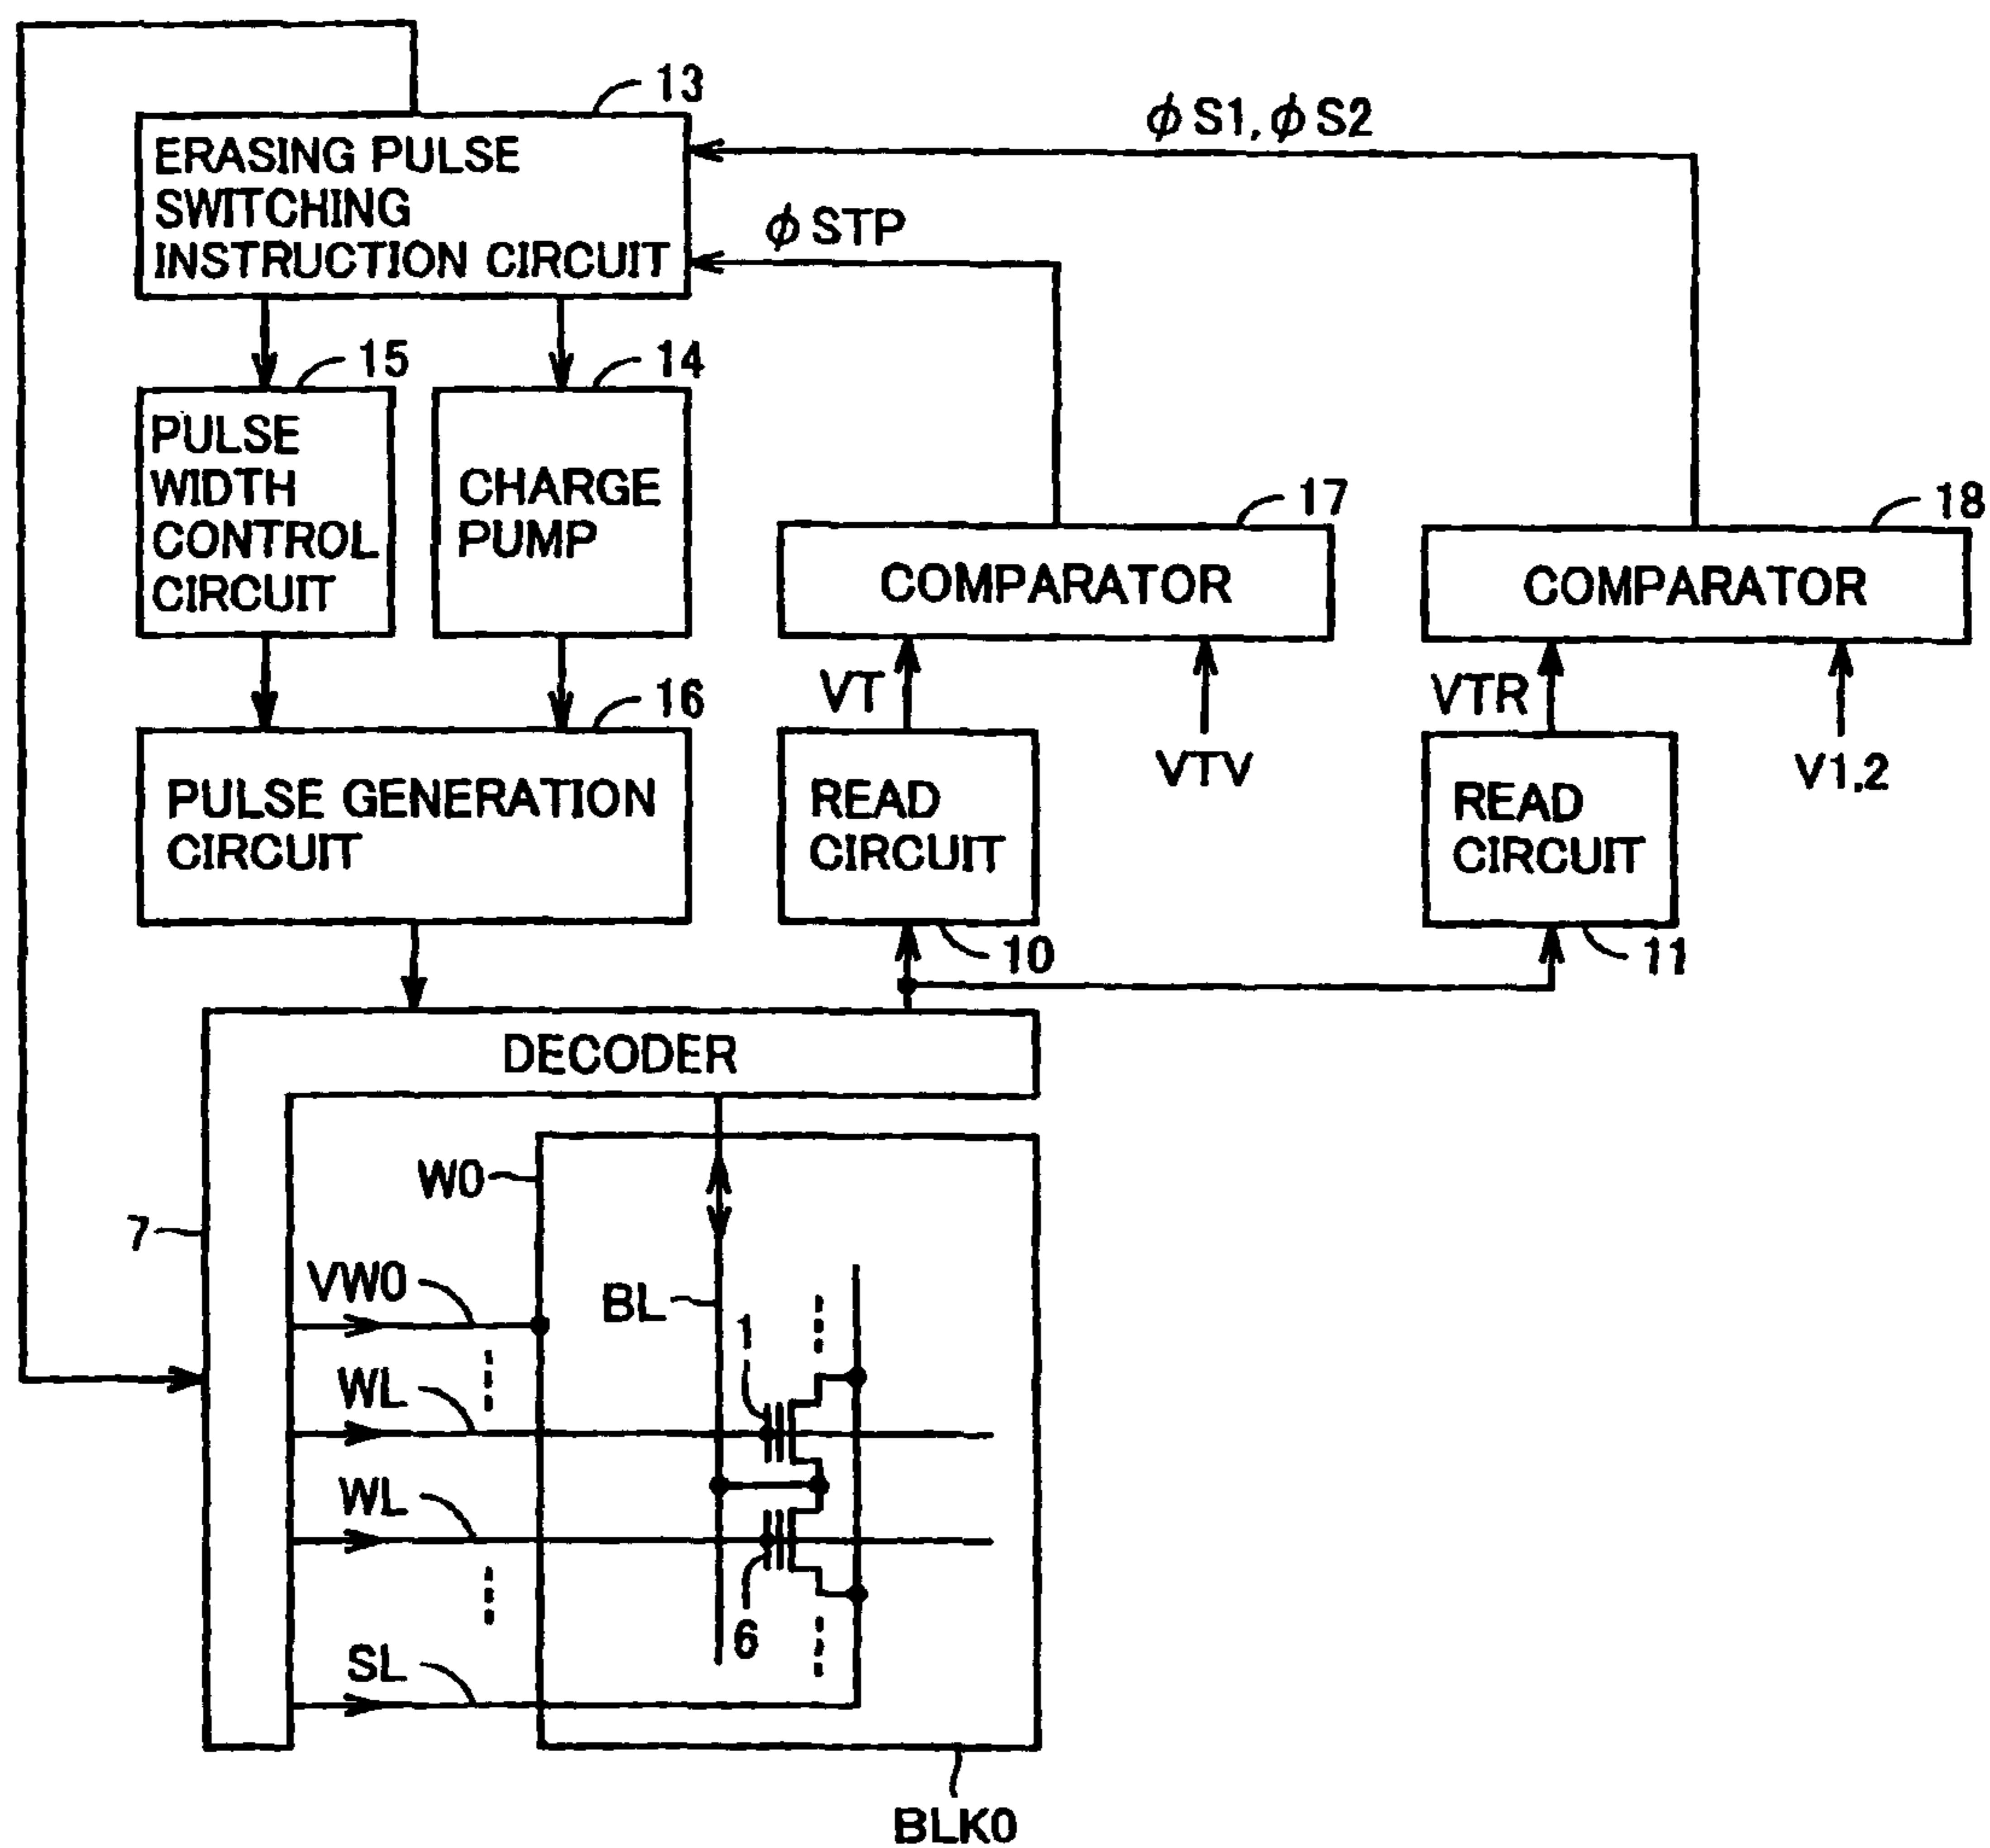 13
ϕS1,ϕS2
ERASING PULSE
SWITCHING
INSTRUCTION CIRCUIT
ϕSTP
15
14
PULSE
WIDTH
CONTROL
CIRCUIT
CHARGE
PUMP
17
18
COMPARATOR
COMPARATOR
VT
VTV
VTR
V1,2
16
PULSE GENERATION
CIRCUIT
READ
CIRCUIT
READ
CIRCUIT
10
11
DECODER
W0
7
VW0
BL
1
WL
WL
6
SL
BLK0